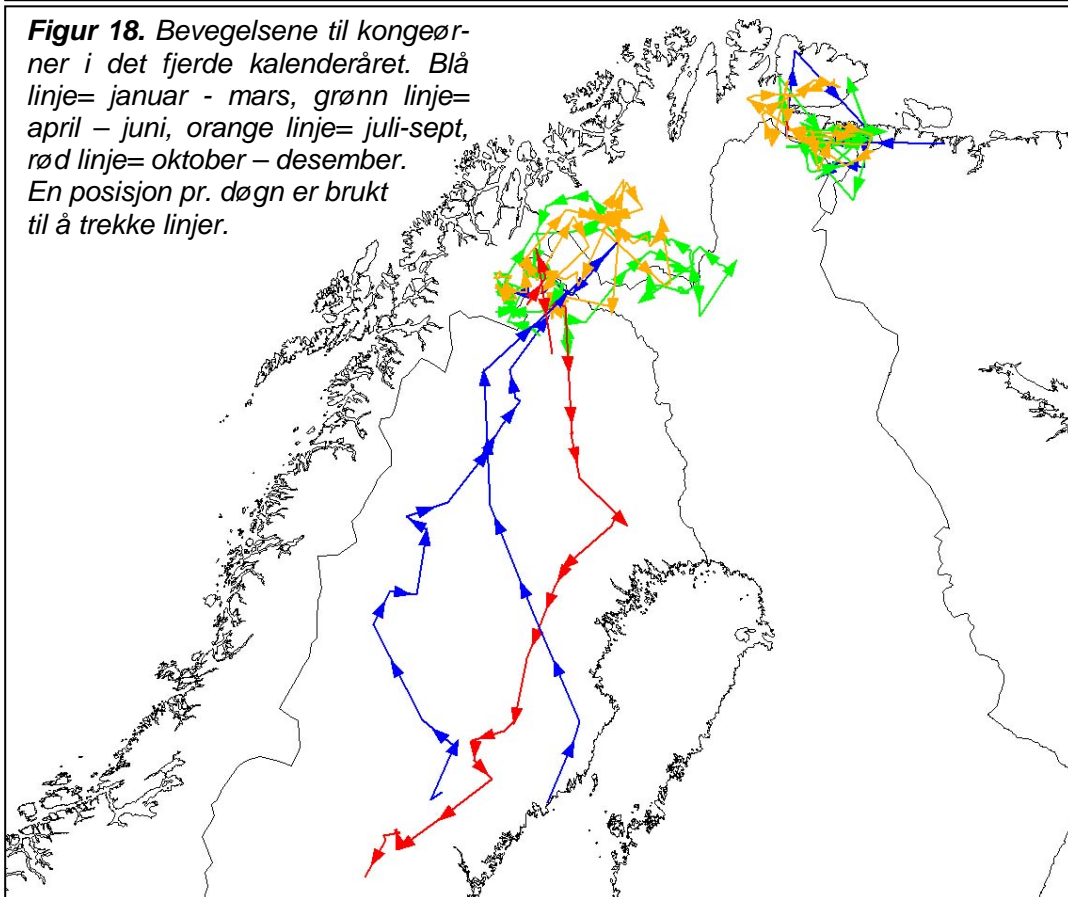 Figur 18. Bevegelsene til kongeør-
ner i det fjerde kalenderåret. Blå
linje= januar - mars, grønn linje=
april – juni, orange linje= juli-sept,
rød linje= oktober – desember.
En posisjon pr. døgn er brukt
til å trekke linjer.